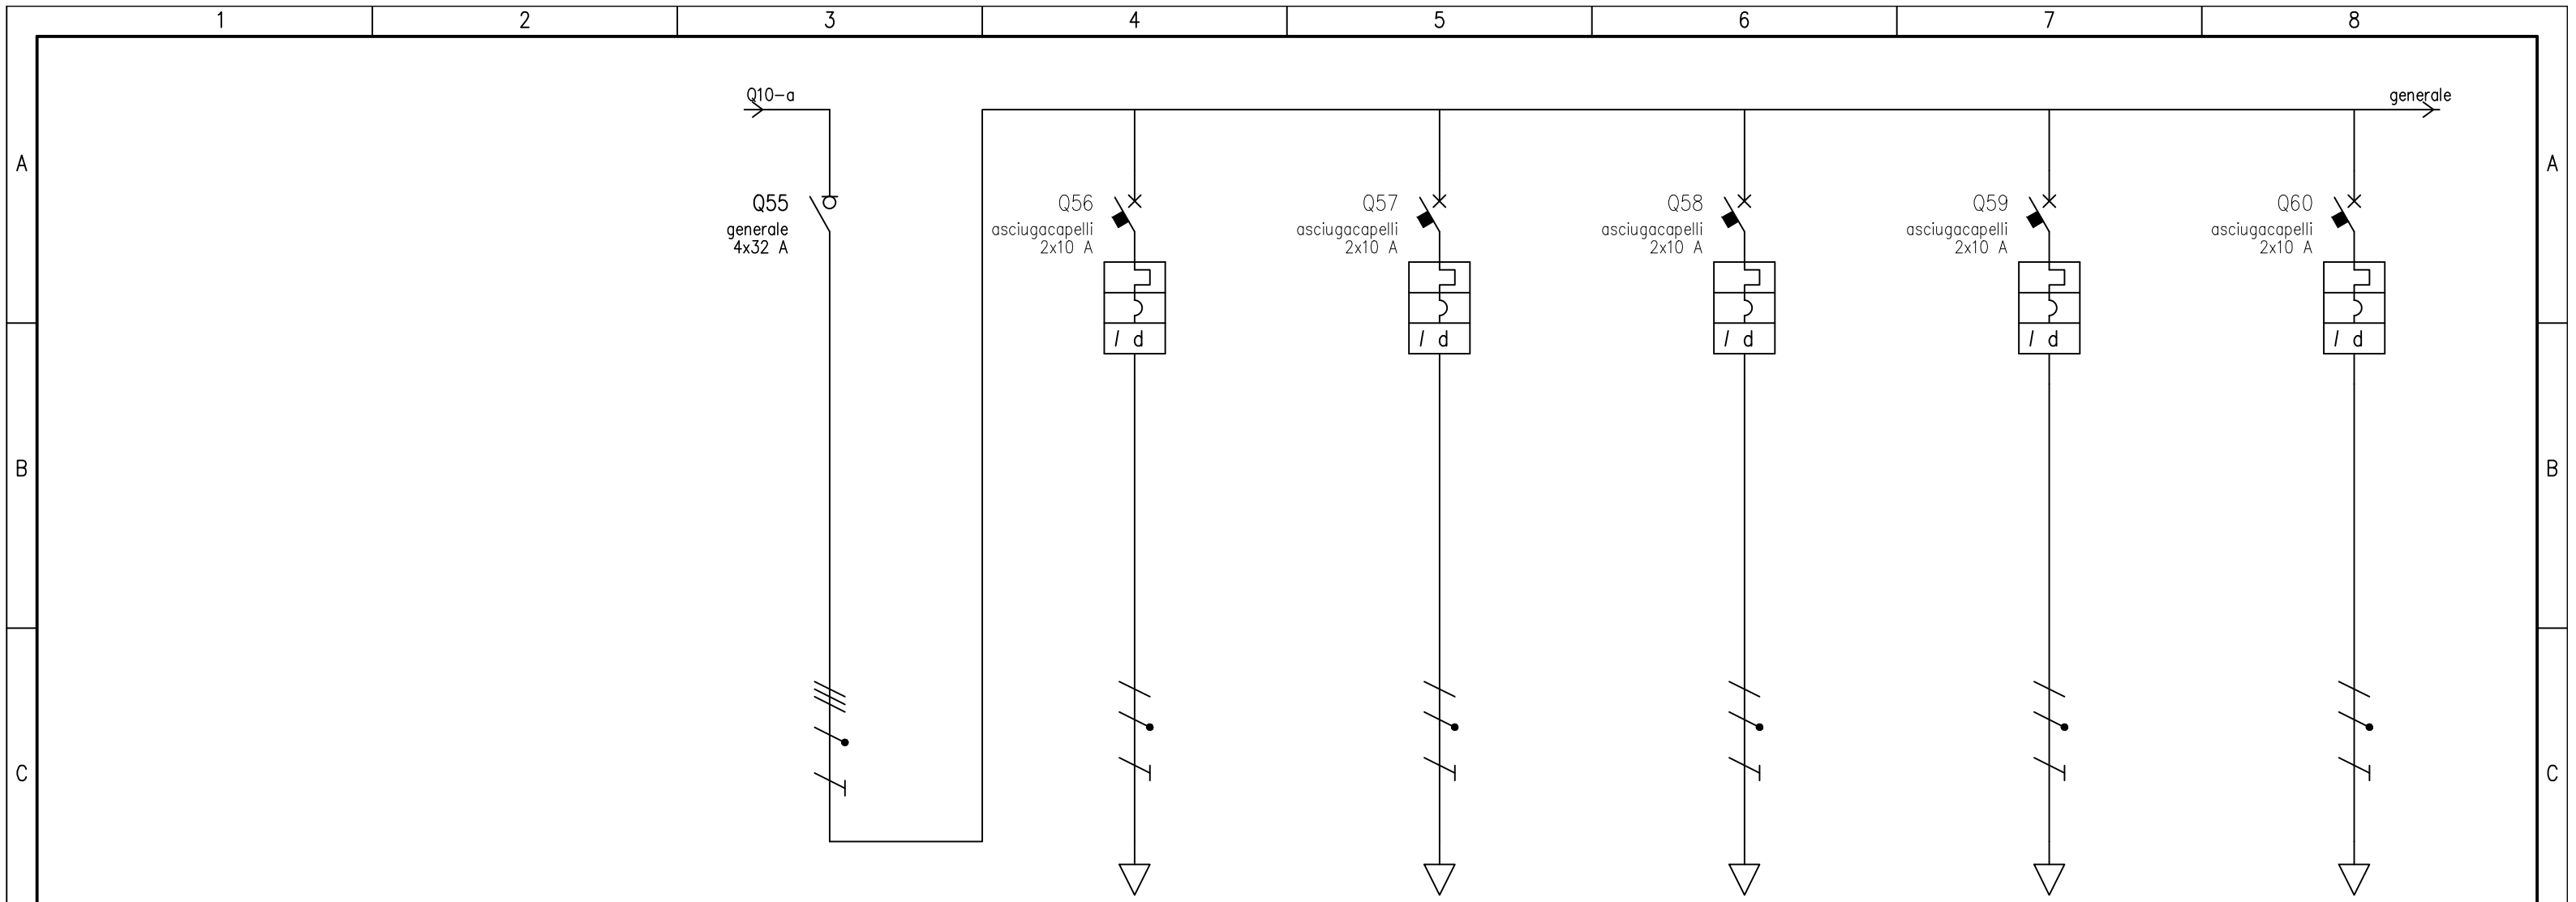 1 2 3 4 5 6 7 8
Q10-a
generale
A A
Q55
generale
4x32 A
Q56
asciugacapelli
2x10 A
Q57
asciugacapelli
2x10 A
Q58
asciugacapelli
2x10 A
Q59
asciugacapelli
2x10 A
Q60
asciugacapelli
2x10 A
I d
I d
I d
I d
I d
B B
C C